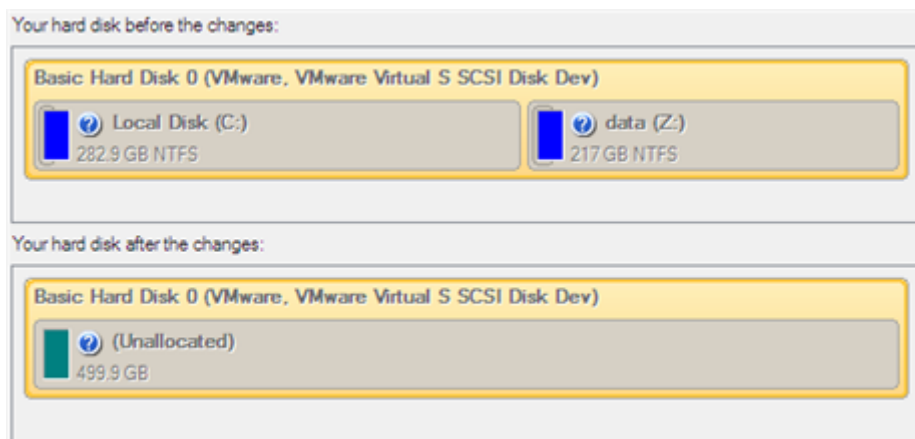 Your hard disk before the changes:
Basic Hard Disk 0 (VMware, VMware Virtual S SCSI Disk Dev)
Local Disk (C:)
282.9 GB NTFS
data (Z:)
217 GB NTFS
Your hard disk after the changes:
Basic Hard Disk 0 (VMware, VMware Virtual S SCSI Disk Dev)
(Unallocated)
499.9 GB